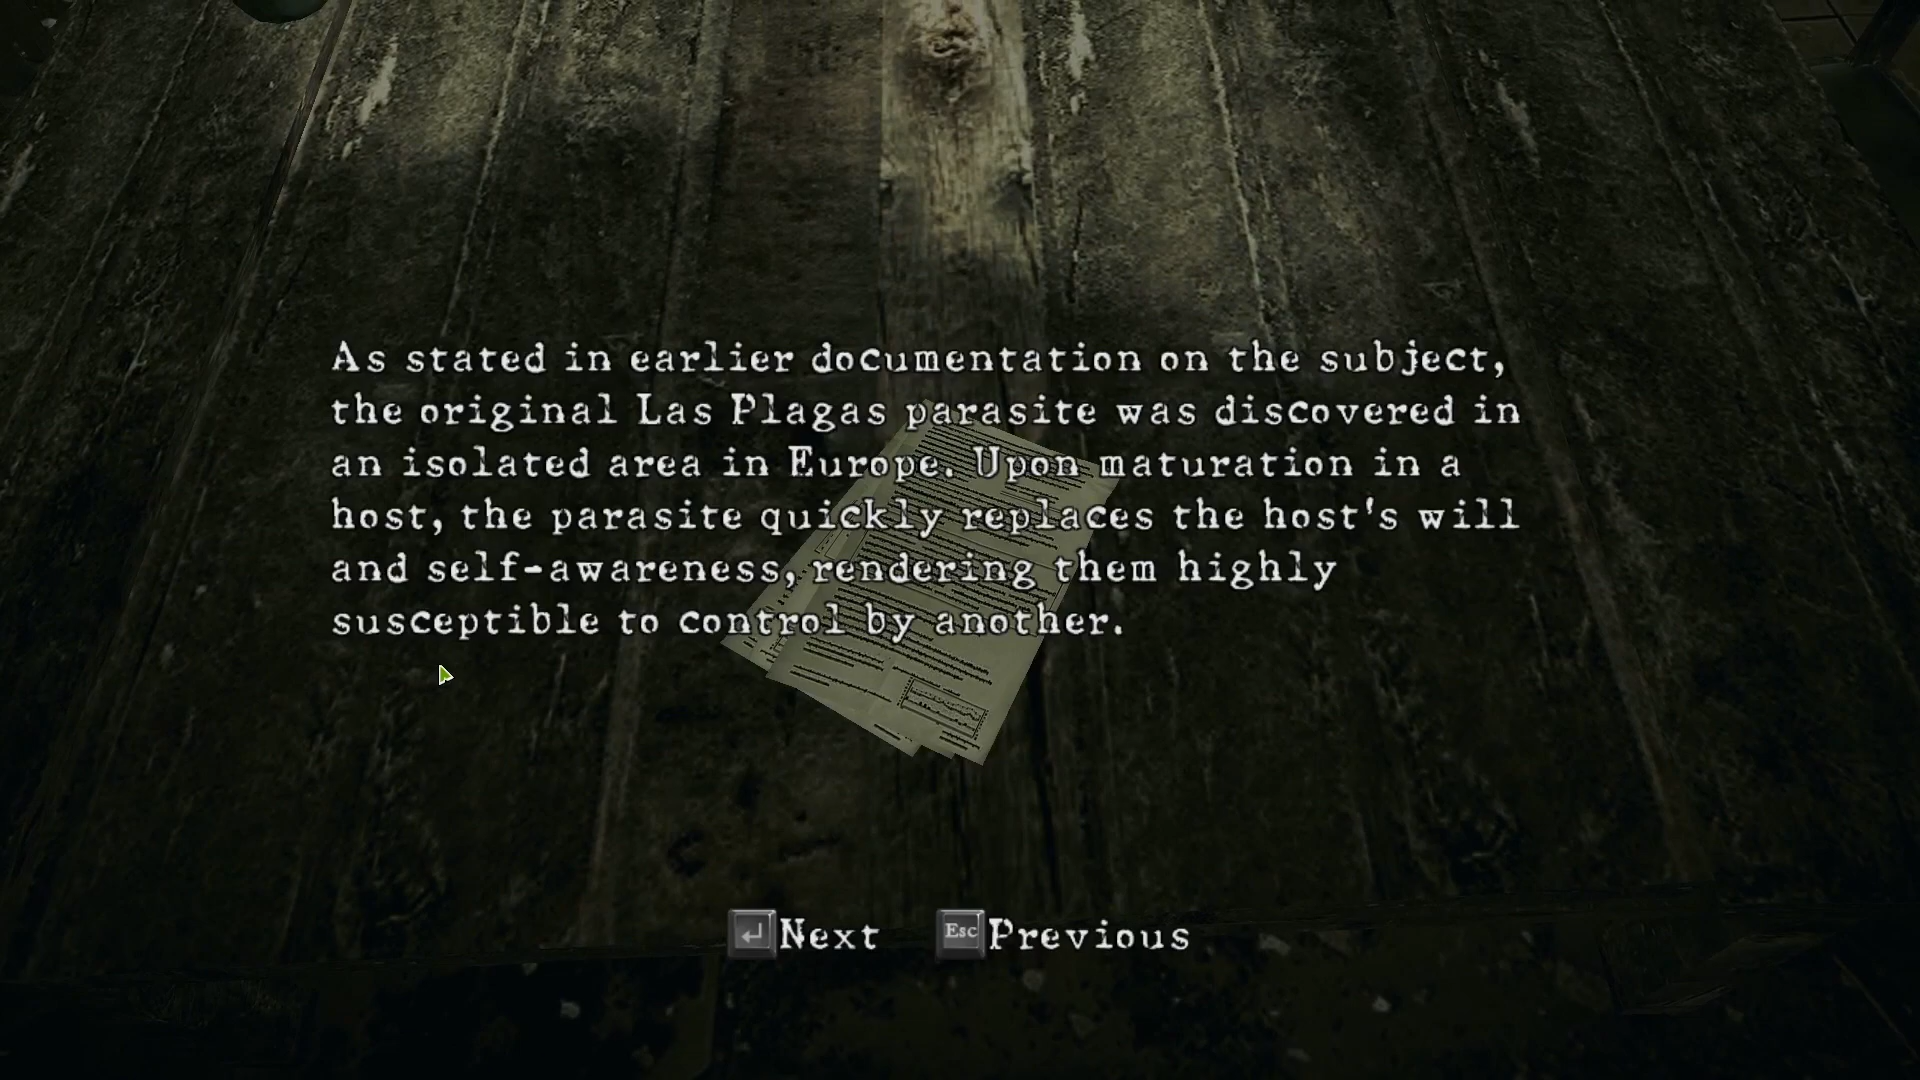 As stated in earlier documentation on the subject,
the original Las Plagas parasite was discovered in
an isolated area in Europe. Upon maturation in a
host, the parasite quickly replaces the host's will
and self-awareness, rendering them highly
susceptible to control by another.
↵ Next Esc Previous